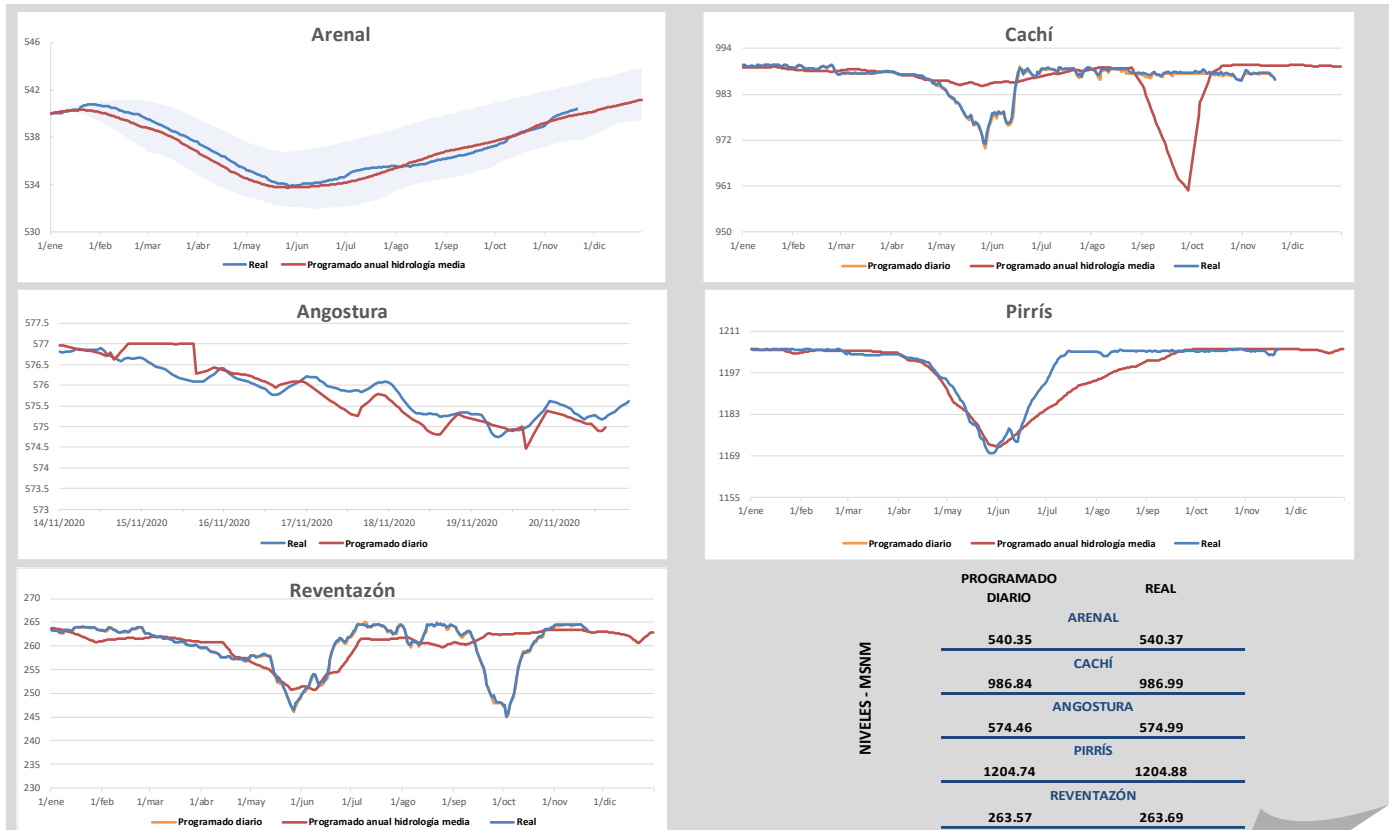 Arenal
546
542
538
534
530
1/ene 1/feb 1/mar 1/abr 1/may 1/jun 1/jul 1/ago 1/sep 1/oct 1/nov 1/dic
Real Programado anual hidrología media
Cachí
994
983
972
961
950
1/ene 1/feb 1/mar 1/abr 1/may 1/jun 1/jul 1/ago 1/sep 1/oct 1/nov 1/dic
Programado diario Programado anual hidrología media Real
Angostura
577.5
577
576.5
576
575.5
575
574.5
574
573.5
573
14/11/2020 15/11/2020 16/11/2020 17/11/2020 18/11/2020 19/11/2020 20/11/2020
Real Programado diario
Pirrís
1211
1197
1183
1169
1155
1/ene 1/feb 1/mar 1/abr 1/may 1/jun 1/jul 1/ago 1/sep 1/oct 1/nov 1/dic
Programado diario Programado anual hidrología media Real
Reventazón
270
265
260
255
250
245
240
235
230
1/ene 1/feb 1/mar 1/abr 1/may 1/jun 1/jul 1/ago 1/sep 1/oct 1/nov 1/dic
Programado diario Programado anual hidrología media Real
NIVELES - MSNM
PROGRAMADO
DIARIO
REAL
ARENAL
540.35 540.37
CACHÍ
986.84 986.99
ANGOSTURA
574.46 574.99
PIRRÍS
1204.74 1204.88
REVENTAZÓN
263.57 263.69